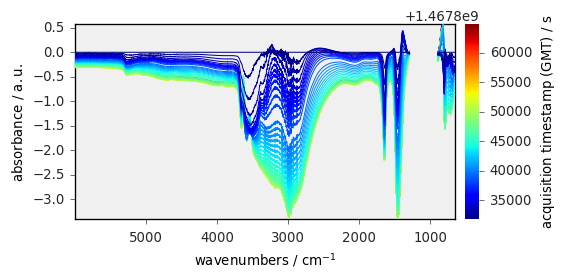 +1.4678e9
0.5
0.0
−0.5
−1.0
−1.5
−2.0
−2.5
−3.0
absorbance / a.u.
5000 4000 3000 2000 1000
wavenumbers / cm⁻¹
60000
55000
50000
45000
40000
35000
acquisition timestamp (GMT) / s